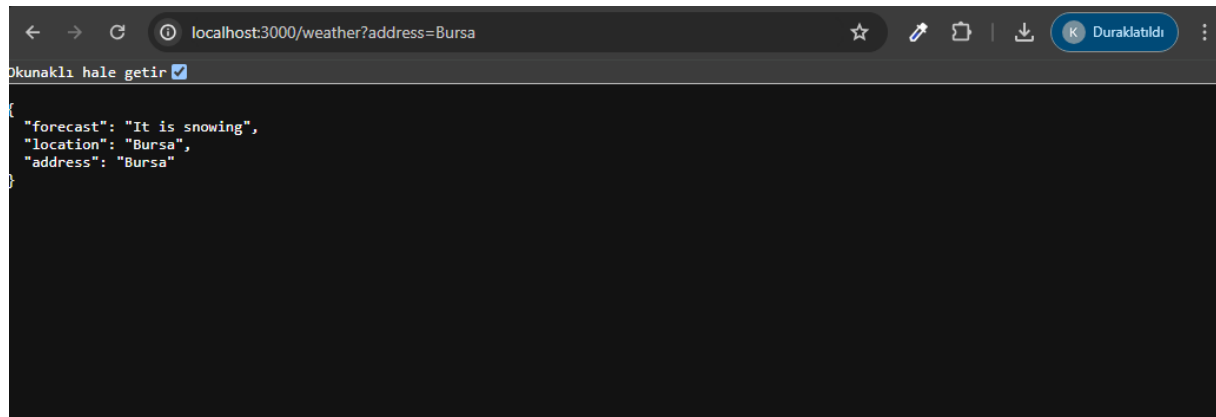 localhost:3000/weather?address=Bursa
K Duraklatıldı
Okunaklı hale getir
{
"forecast": "It is snowing",
"location": "Bursa",
"address": "Bursa"
}